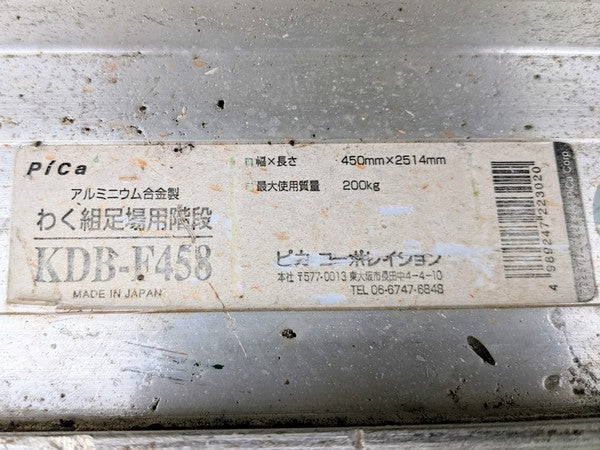 PiCa
アルミニウム合金製
わく組足場用階段
KDB-F458
MADE IN JAPAN
□幅×長さ 450mm×2514mm
□最大使用質量 200kg
ピカ コーポレイション
本社 〒577-0013 東大阪市長田中4-4-10
TEL 06-6747-6848
4 985247 223020